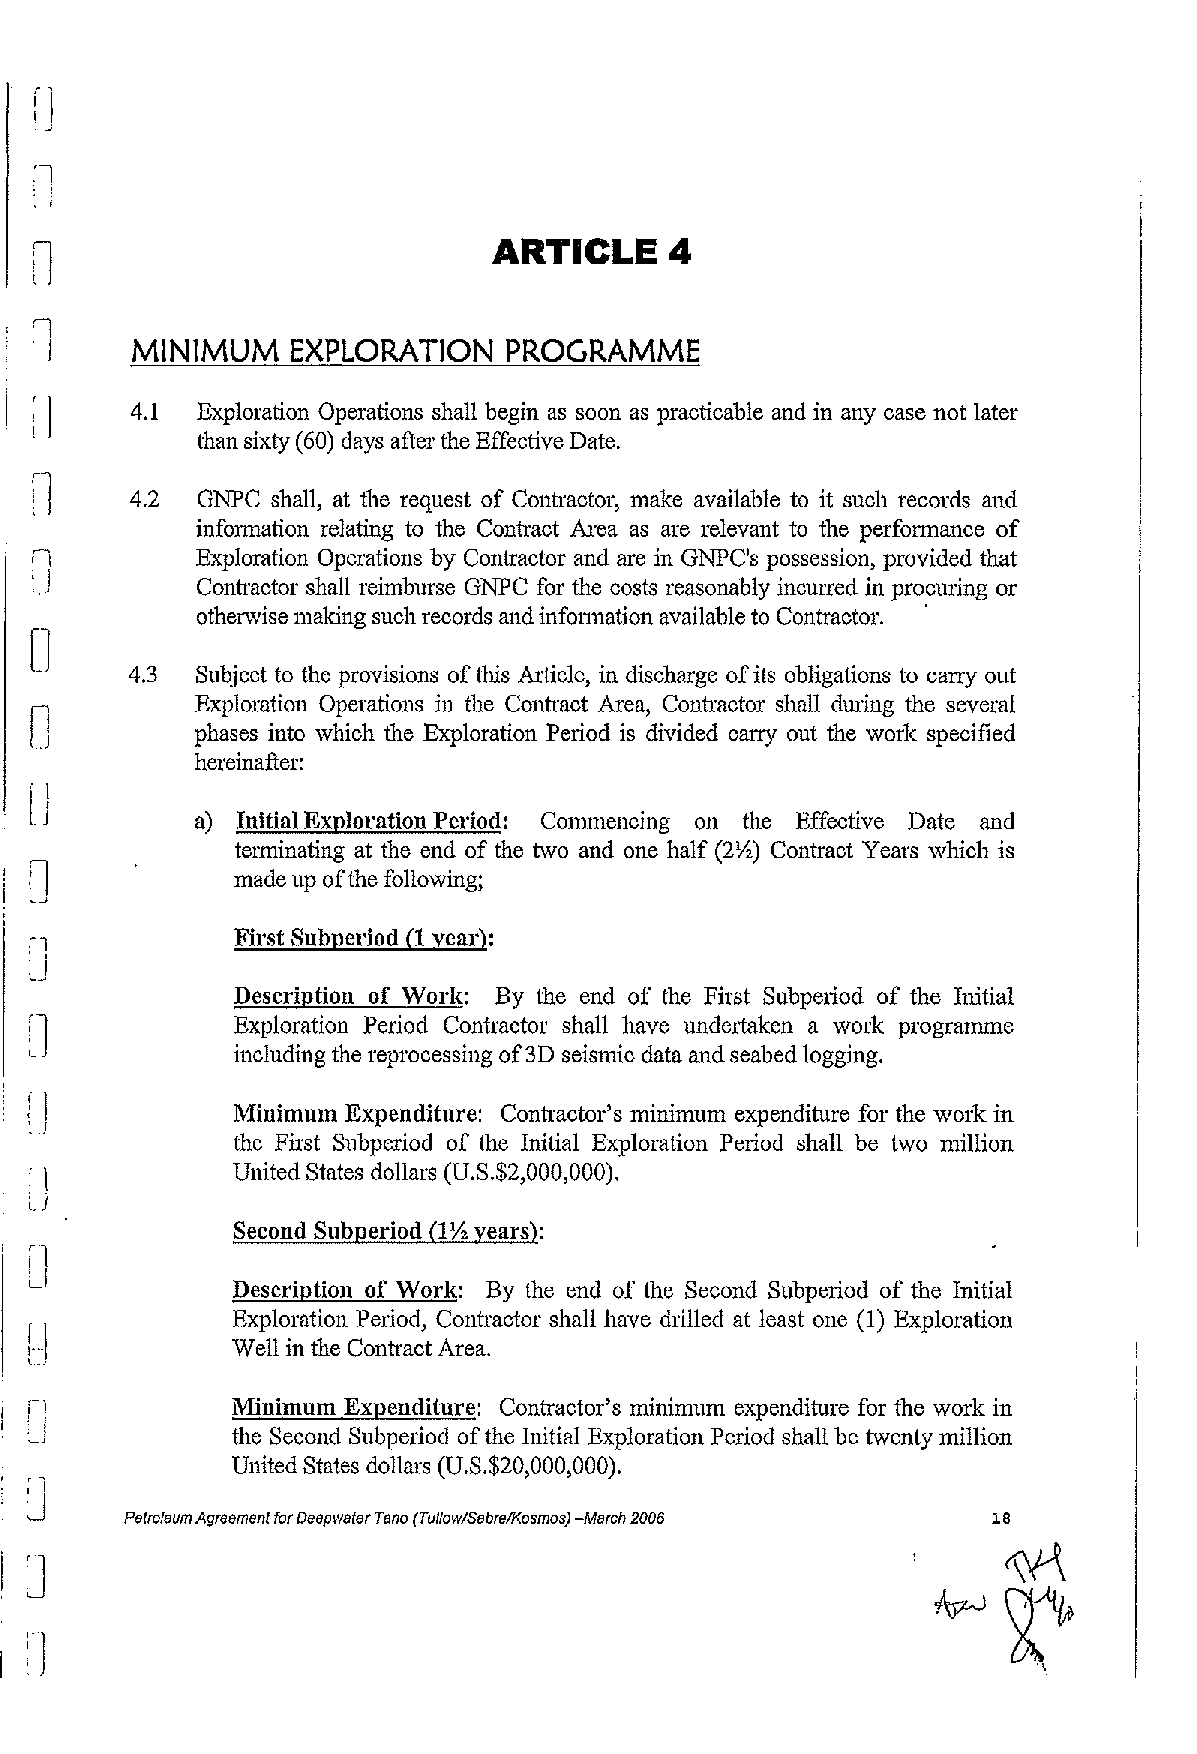 ARTICLE 4
MINIMUM EXPLORATION PROGRAMME
4.1 Exploration Operations shall begin as soon as practicable and in any case not later
than sixty (60) days after the Effective Date.
4.2 GNPC shall, at the request of Contractor, make available to it such records and
information relating to the Contract Area as are relevant to the performance of
Exploration Operations by Contractor and are in GNPC's possession, provided that
Contractor shall reimburse GNPC for the costs reasonably incurred in procuring or
otherwise making such records and information available to Contractor.
4.3 Subject to the provisions of this Article, in discharge of its obligations to carry out
Exploration Operations in the Contract Area, Contractor shall during the several
phases into which the Exploration Period is divided carry out the work specified
hereinafter:
a) Initial Exploration Period: Commencing on the Effective Date and
terminating at the end of the two and one half (2½) Contract Years which is
made up of the following;
First Subperiod (1 year):
Description of Work: By the end of the First Subperiod of the Initial
Exploration Period Contractor shall have undertaken a work programme
including the reprocessing of 3D seismic data and seabed logging.
Minimum Expenditure: Contractor's minimum expenditure for the work in
the First Subperiod of the Initial Exploration Period shall be two million
United States dollars (U.S.$2,000,000).
Second Subperiod (1½ years):
Description of Work: By the end of the Second Subperiod of the Initial
Exploration Period, Contractor shall have drilled at least one (1) Exploration
Well in the Contract Area.
Minimum Expenditure: Contractor's minimum expenditure for the work in
the Second Subperiod of the Initial Exploration Period shall be twenty million
United States dollars (U.S.$20,000,000).
Petroleum Agreement for Deepwater Tano (Tullow/Sabre/Kosmos) –March 2006 18